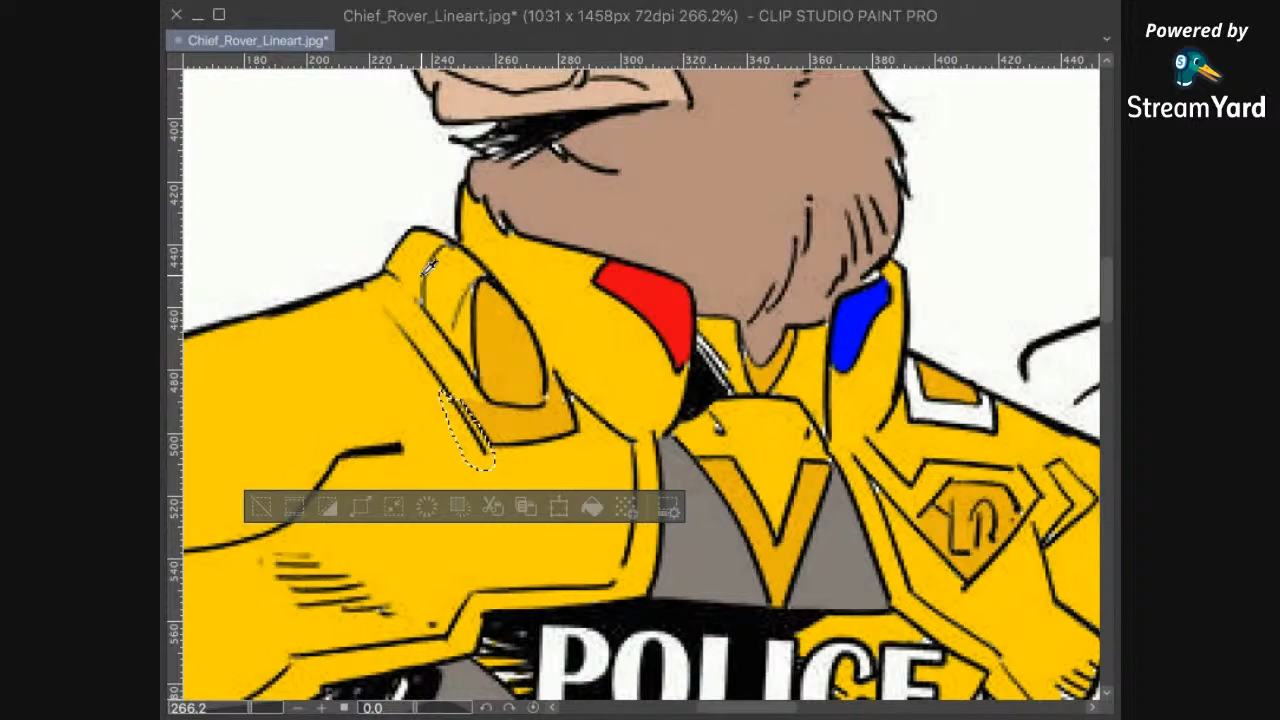 Chief_Rover_Lineart.jpg* (1031 x 1458px 72dpi 266.2%) - CLIP STUDIO PAINT PRO
Powered by
StreamYard
Chief_Rover_Lineart.jpg*
180 200 220 240 260 280 300 320 340 360 380 400 420 440
400
420
440
460
480
500
520
540
560
POLICE
266.2
0.0